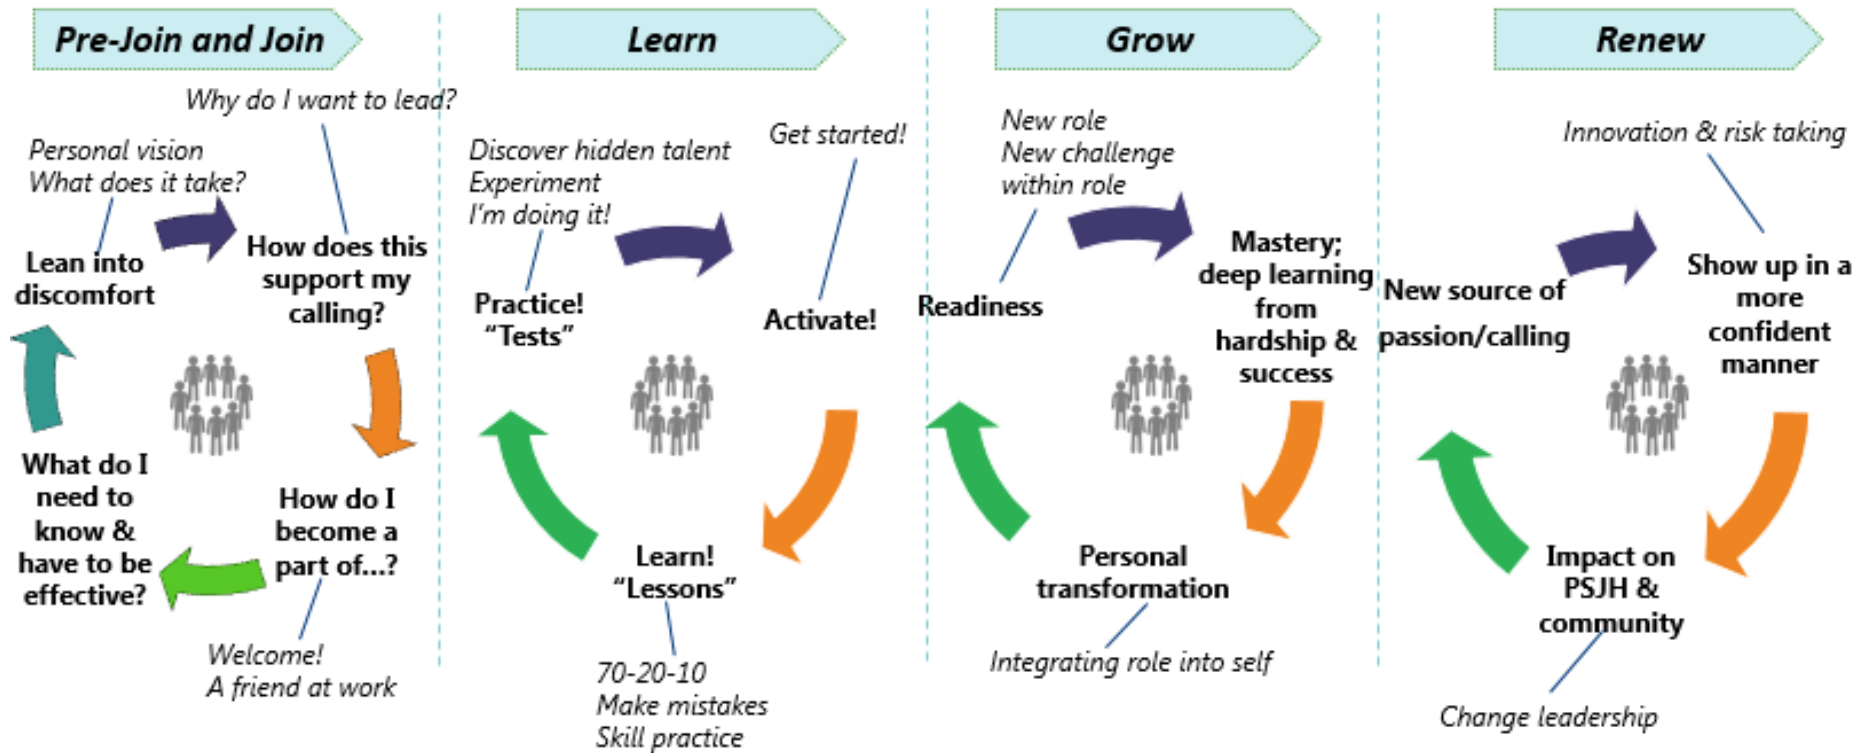 Pre-Join and Join
Why do I want to lead?
Personal vision
What does it take?
Lean into
discomfort
How does this
support my
calling?
What do I
need to
know &
have to be
effective?
How do I
become a
part of...?
Welcome!
A friend at work
Learn
Discover hidden talent
Experiment
I'm doing it!
Get started!
Practice!
“Tests”
Activate!
Learn!
“Lessons”
70-20-10
Make mistakes
Skill practice
Grow
New role
New challenge
within role
Readiness
Mastery;
deep learning
from
hardship &
success
Personal
transformation
Integrating role into self
Renew
Innovation & risk taking
New source of
passion/calling
Show up in a
more
confident
manner
Impact on
PSJH &
community
Change leadership